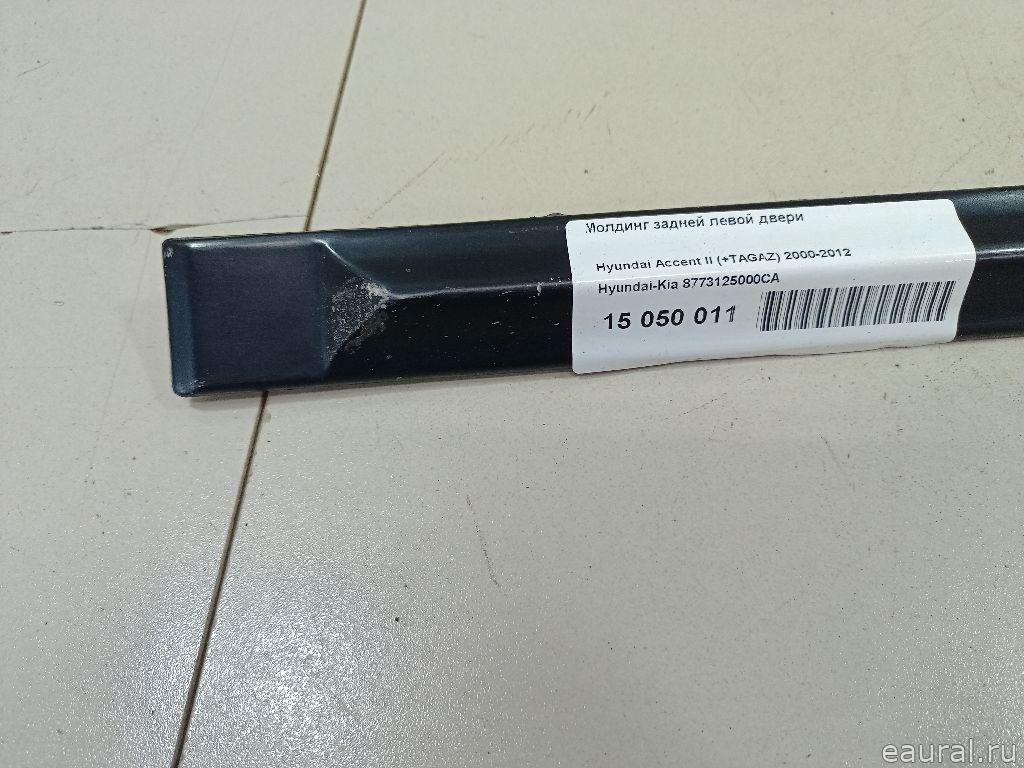 Молдинг задней левой двери
Hyundai Accent II (+TAGAZ) 2000-2012
Hyundai-Kia 8773125000CA
15 050 011
eaural.ru